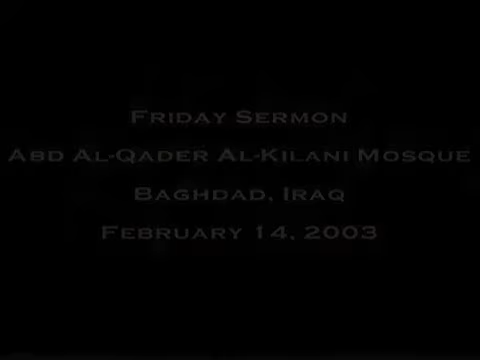 Friday Sermon
Abd Al-Qader Al-Kilani Mosque
Baghdad, Iraq
February 14, 2003